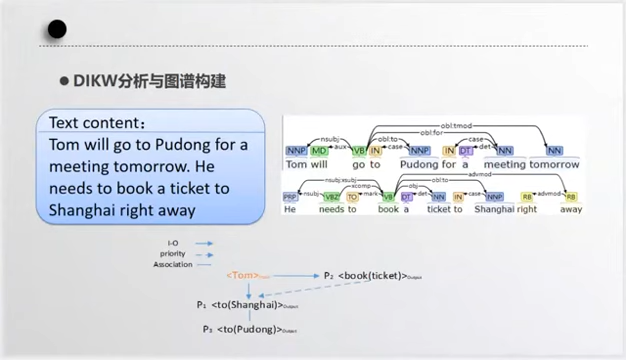 ● DIKW分析与图谱构建
Text content：
Tom will go to Pudong for a
meeting tomorrow. He
needs to book a ticket to
Shanghai right away
obl:tmod
obl:for
nsubj aux obl:to case case det
NNP MD VB IN NNP IN DT NN NN
Tom will go to Pudong for a meeting tomorrow
advmod
nsubj:xsubj obl:to
nsubj xcomp mark obj det case advmod
PRP VBZ TO VB DT NN IN NNP RB RB
He needs to book a ticket to Shanghai right away
I-O
priority
Association
<Tom> P₂ <book(ticket)>Output
P₁ <to(Shanghai)>Output
P₃ <to(Pudong)>Output